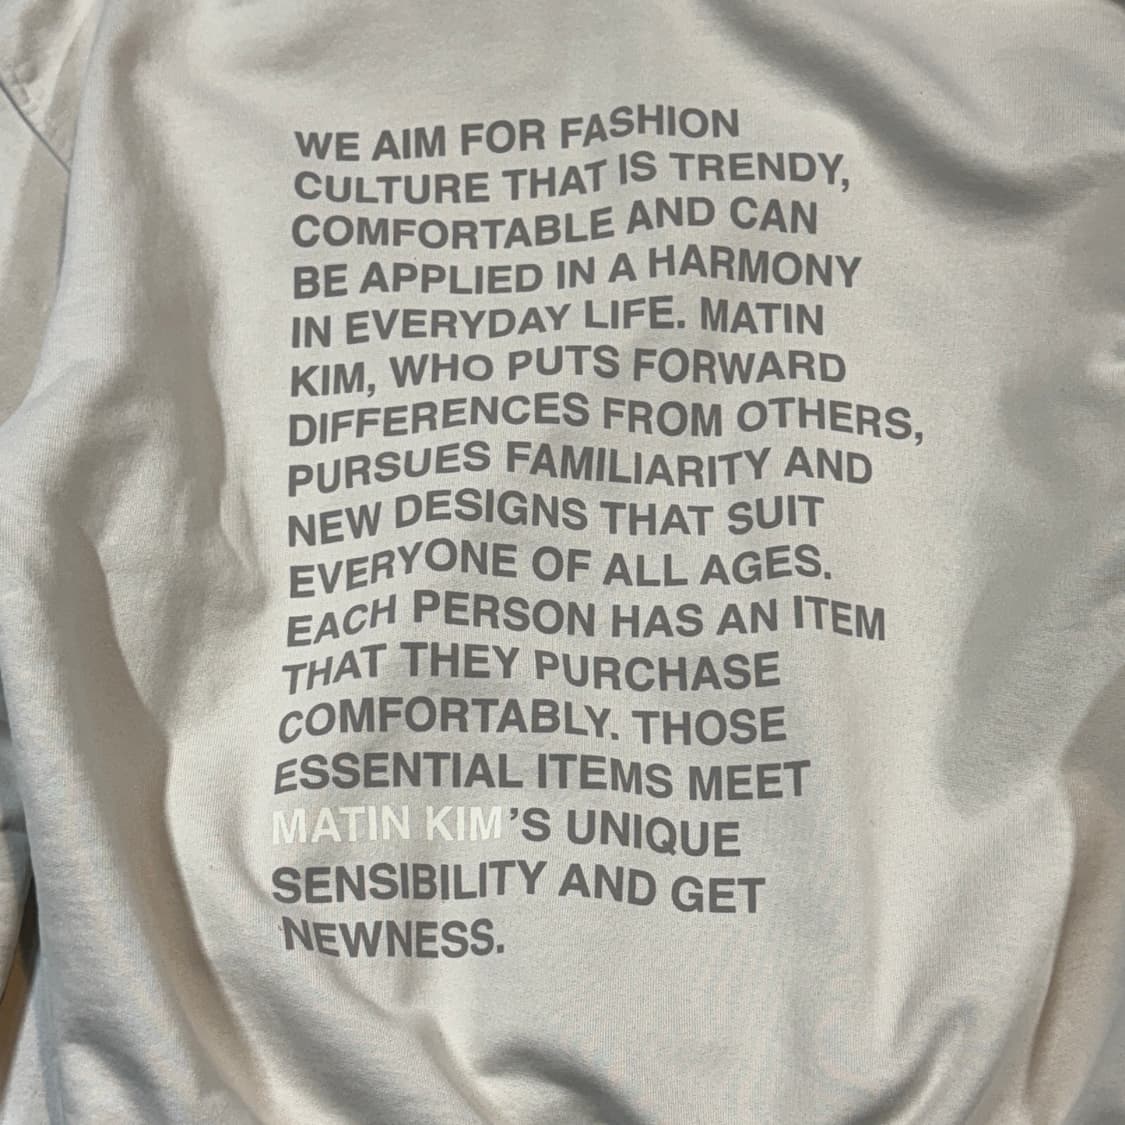 WE AIM FOR FASHION
CULTURE THAT IS TRENDY,
COMFORTABLE AND CAN
BE APPLIED IN A HARMONY
IN EVERYDAY LIFE. MATIN
KIM, WHO PUTS FORWARD
DIFFERENCES FROM OTHERS,
PURSUES FAMILIARITY AND
NEW DESIGNS THAT SUIT
EVERYONE OF ALL AGES.
EACH PERSON HAS AN ITEM
THAT THEY PURCHASE
COMFORTABLY. THOSE
ESSENTIAL ITEMS MEET
MATIN KIM'S UNIQUE
SENSIBILITY AND GET
NEWNESS.